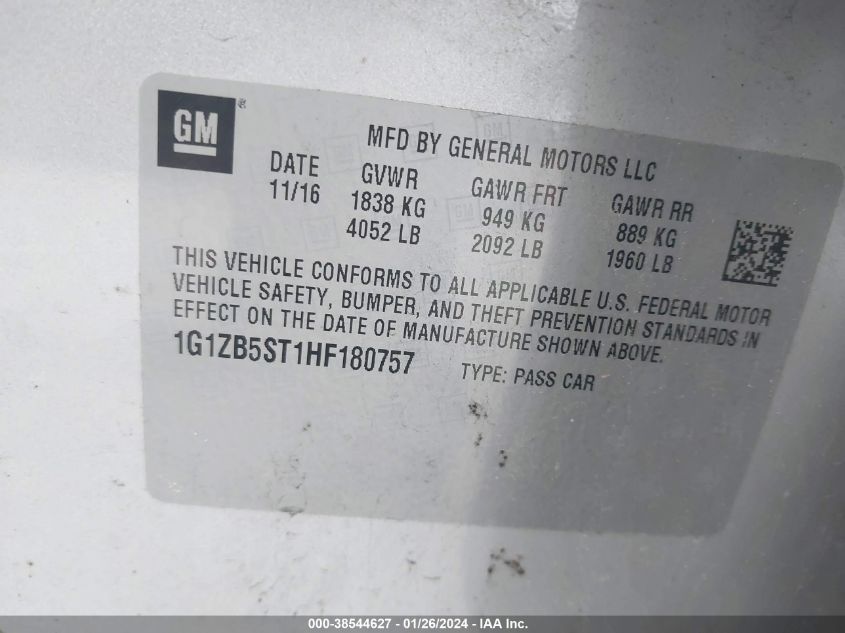 GM®
MFD BY GENERAL MOTORS LLC
DATE GVWR GAWR FRT GAWR RR
11/16 1838 KG 949 KG 889 KG
4052 LB 2092 LB 1960 LB
THIS VEHICLE CONFORMS TO ALL APPLICABLE U.S. FEDERAL MOTOR
VEHICLE SAFETY, BUMPER, AND THEFT PREVENTION STANDARDS IN
EFFECT ON THE DATE OF MANUFACTURE SHOWN ABOVE.
1G1ZB5ST1HF180757 TYPE: PASS CAR
000-38544627 - 01/26/2024 - IAA Inc.